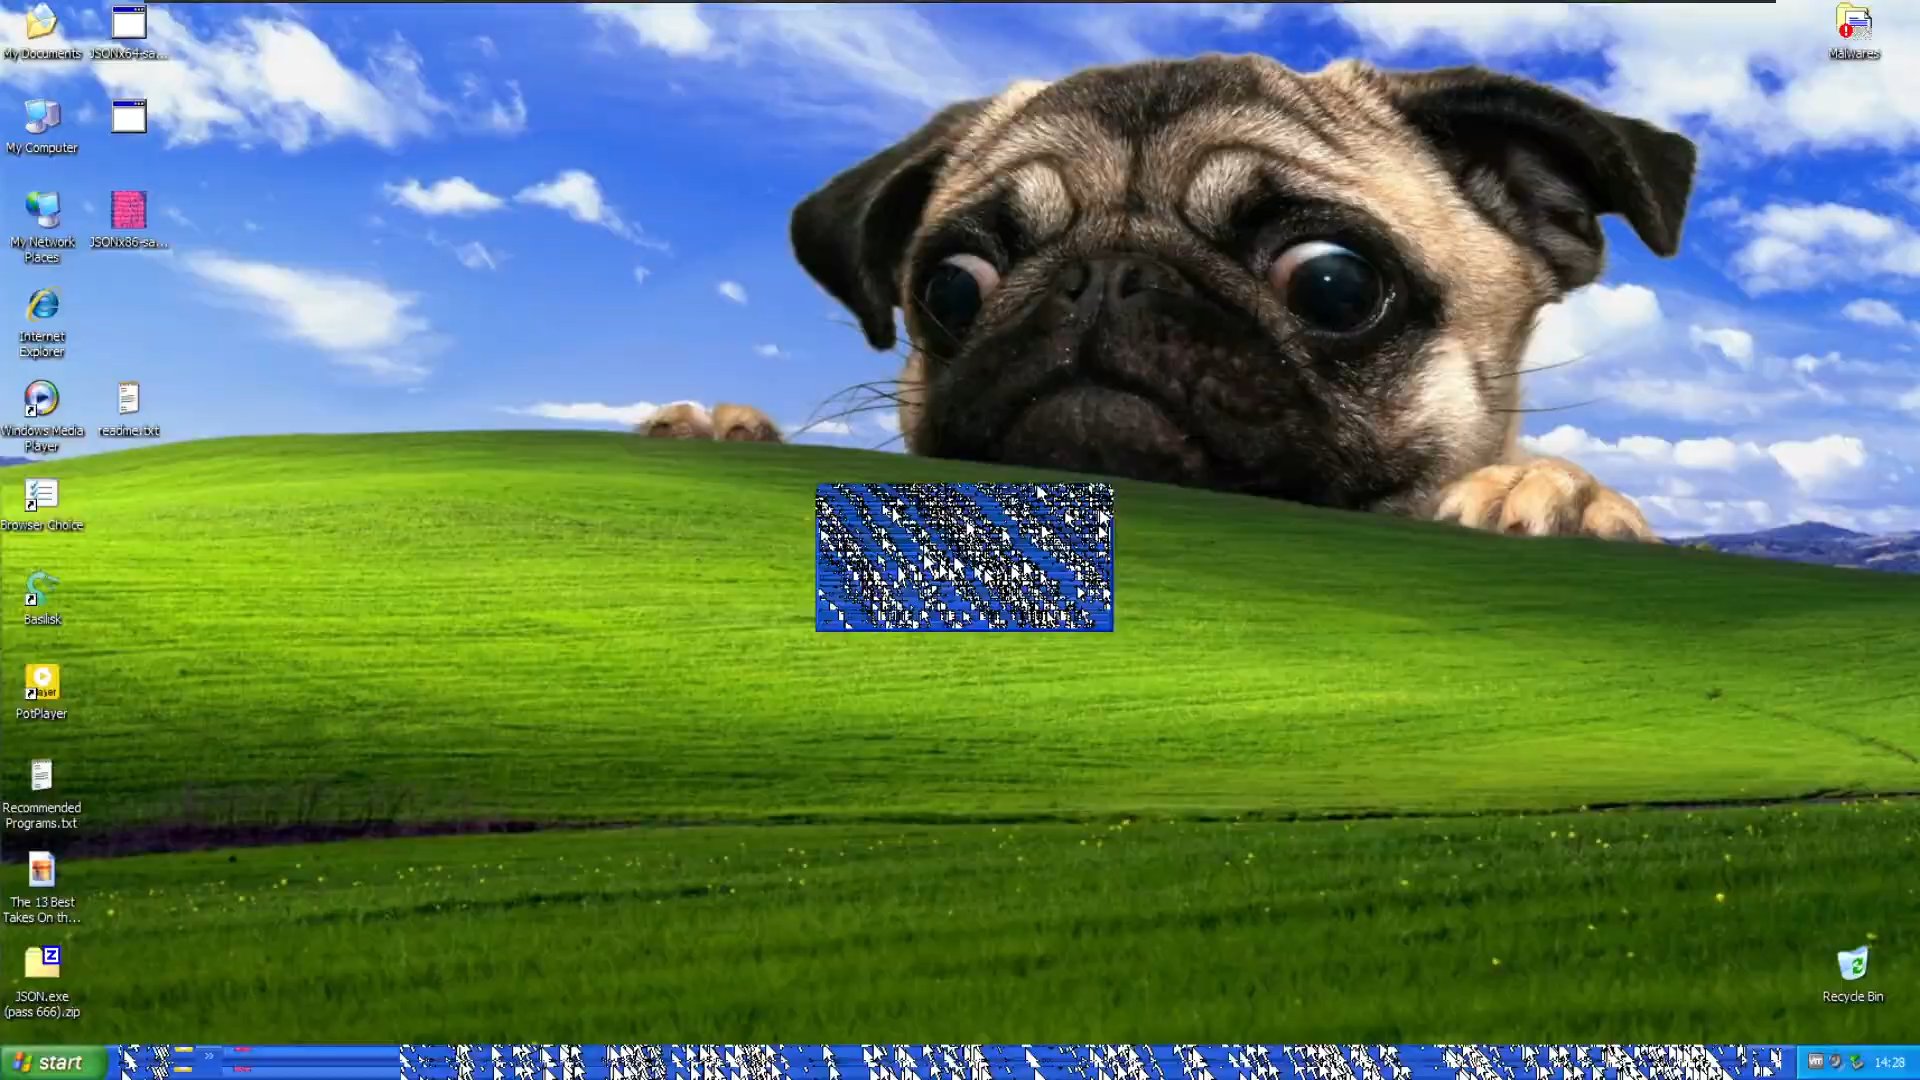 My Documents
JSONx64-sa...
Malwares
My Computer
My Network
Places
JSONx86-sa...
Internet
Explorer
Windows Media
Player
readme.txt
Browser Choice
Basilisk
PotPlayer
Recommended
Programs.txt
The 13 Best
Takes On th...
JSON.exe
(pass 666).zip
Recycle Bin
start
14:28